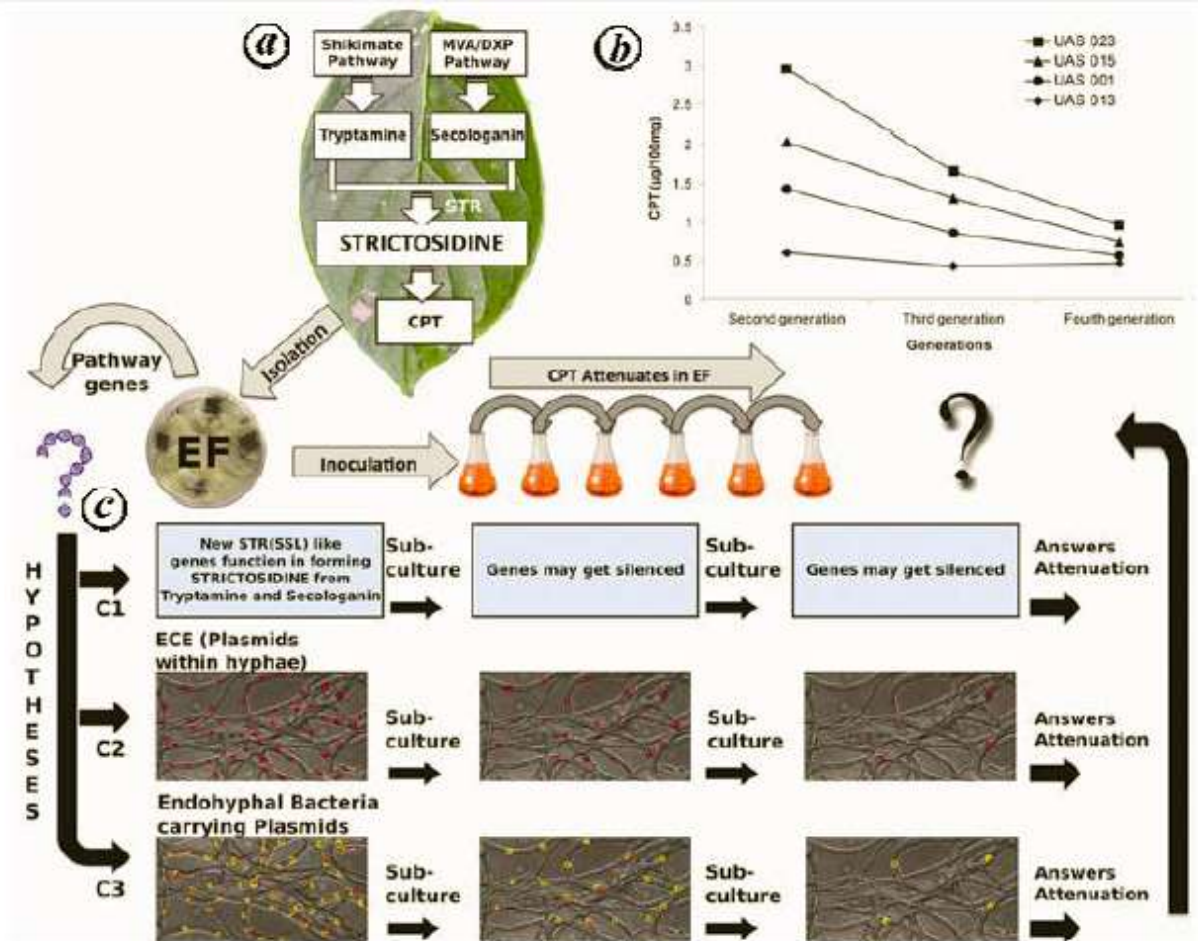 a
Shikimate
Pathway
MVA/DXP
Pathway
Tryptamine
Secologanin
STR
STRICTOSIDINE
CPT
b
3.5
3
2.5
2
1.5
1
0.5
0
CPT (ug/100mg)
UAS 023
UAS 015
UAS 001
UAS 013
Second generation
Third generation
Fourth generation
Generations
Pathway
genes
Isolation
EF
Inoculation
CPT Attenuates in EF
?
?
c
HYPOTHESES
C1
New STR(SSL) like
genes function in forming
STRICTOSIDINE from
Tryptamine and Secologanin
Sub-
culture
Genes may get silenced
Sub-
culture
Genes may get silenced
Answers
Attenuation
ECE (Plasmids
within hyphae)
C2
Sub-
culture
Sub-
culture
Answers
Attenuation
Endohyphal Bacteria
carrying Plasmids
C3
Sub-
culture
Sub-
culture
Answers
Attenuation